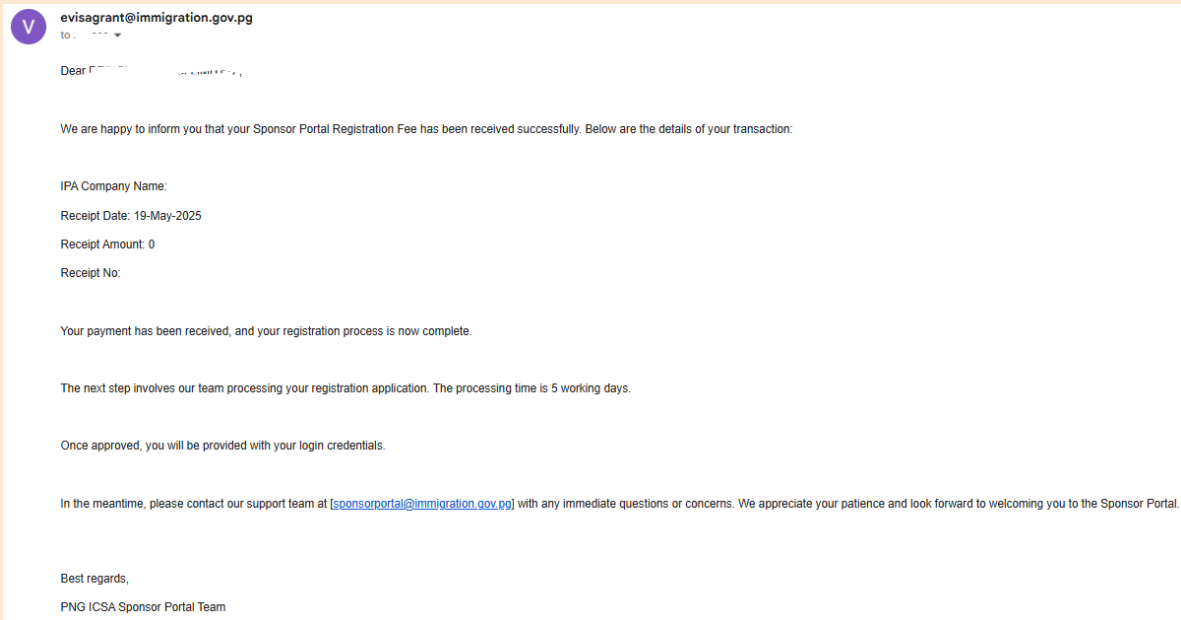 V
evisagrant@immigration.gov.pg
to
Dear
We are happy to inform you that your Sponsor Portal Registration Fee has been received successfully. Below are the details of your transaction:
IPA Company Name:
Receipt Date: 19-May-2025
Receipt Amount: 0
Receipt No:
Your payment has been received, and your registration process is now complete.
The next step involves our team processing your registration application. The processing time is 5 working days.
Once approved, you will be provided with your login credentials.
In the meantime, please contact our support team at [sponsorportal@immigration.gov.pg] with any immediate questions or concerns. We appreciate your patience and look forward to welcoming you to the Sponsor Portal.
Best regards,
PNG ICSA Sponsor Portal Team